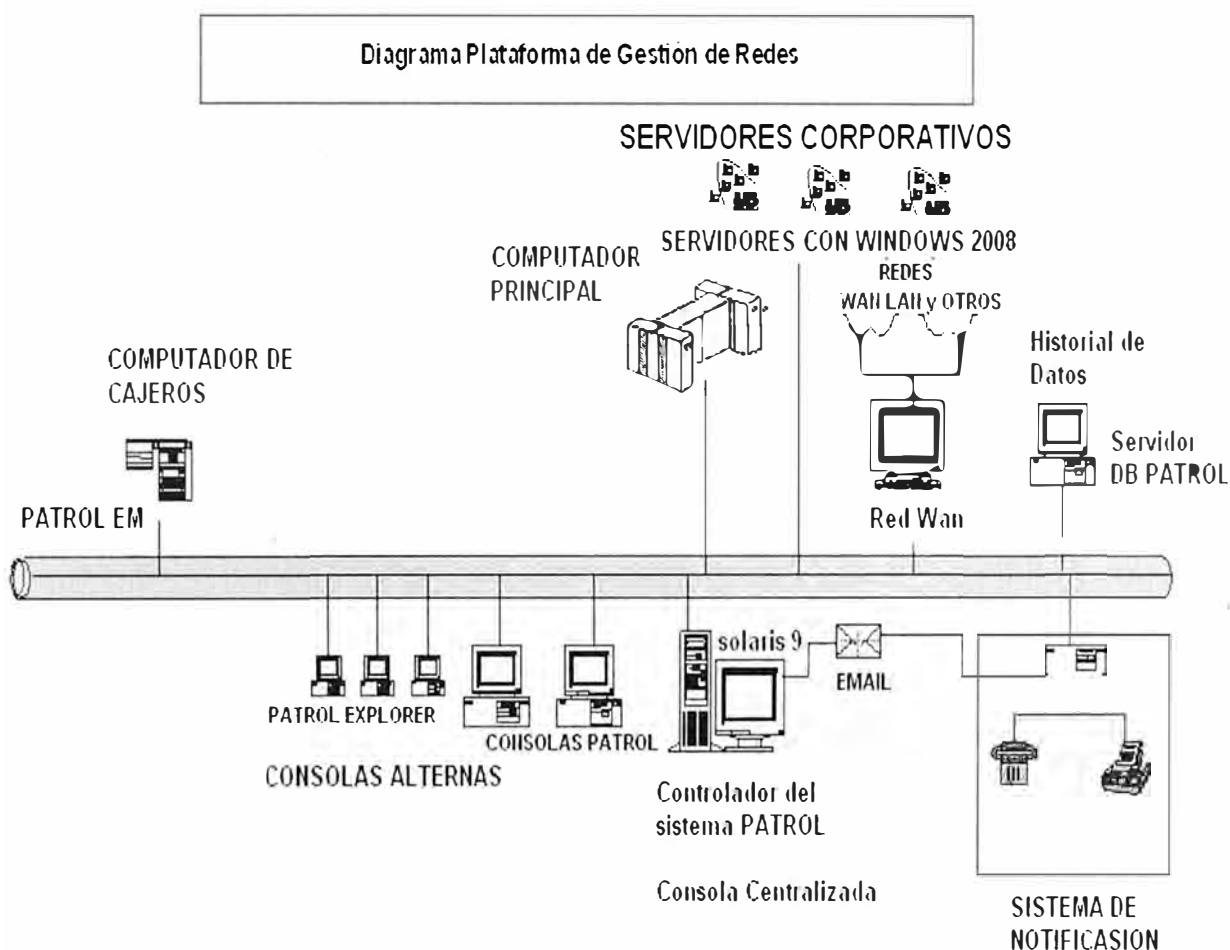 Diagrama Plataforma de Gestión de Redes
SERVIDORES CORPORATIVOS
SERVIDORES CON WINDOWS 2008
COMPUTADOR
PRINCIPAL
REDES
WAN LAN y OTROS
Historial de
Datos
COMPUTADOR DE
CAJEROS
Servidor
DB PATROL
PATROL EM
Red Wan
solaris 9
EMAIL
PATROL EXPLORER
CONSOLAS PATROL
CONSOLAS ALTERNAS
Controlador del
sistema PATROL
Consola Centralizada
SISTEMA DE
NOTIFICASION